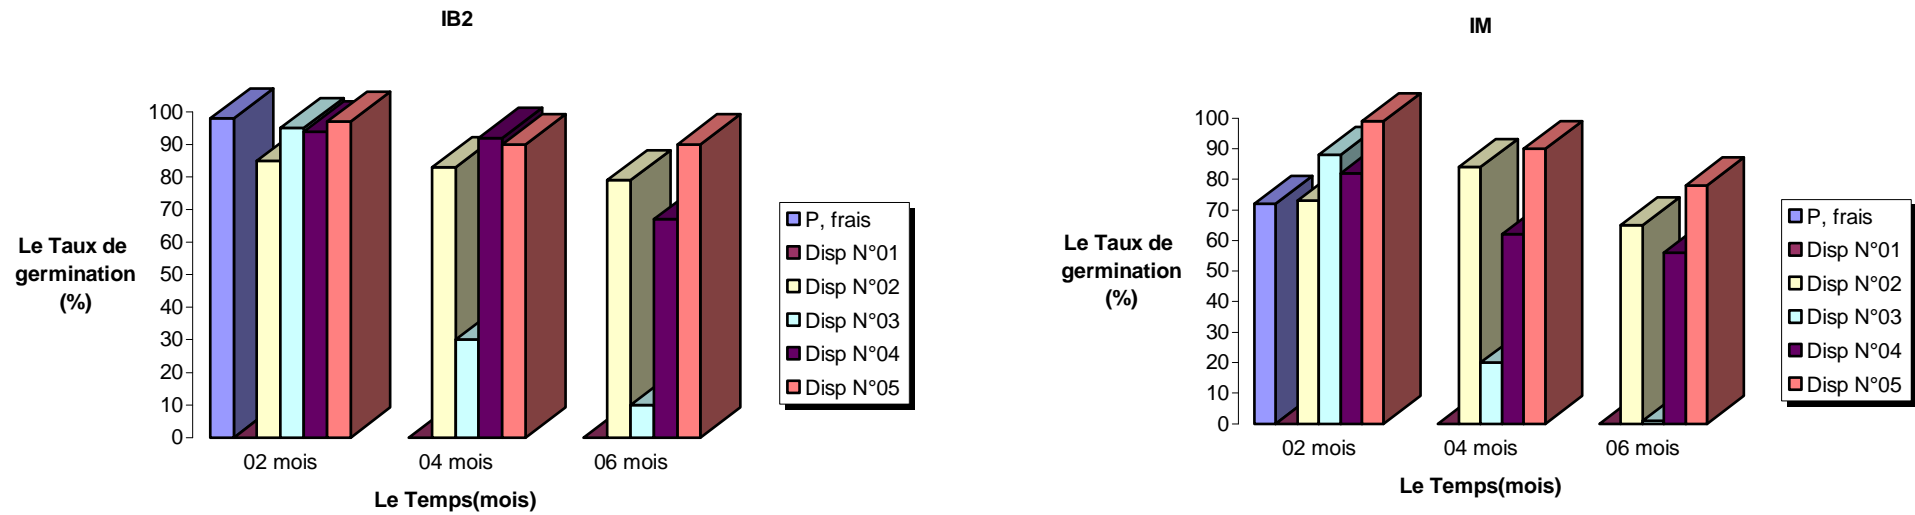 IB2
100
90
80
70
60
50
40
30
20
10
0
Le Taux de
germination
(%)
02 mois
04 mois
06 mois
Le Temps(mois)
P, frais
Disp N°01
Disp N°02
Disp N°03
Disp N°04
Disp N°05
IM
100
90
80
70
60
50
40
30
20
10
0
Le Taux de
germination
(%)
02 mois
04 mois
06 mois
Le Temps(mois)
P, frais
Disp N°01
Disp N°02
Disp N°03
Disp N°04
Disp N°05